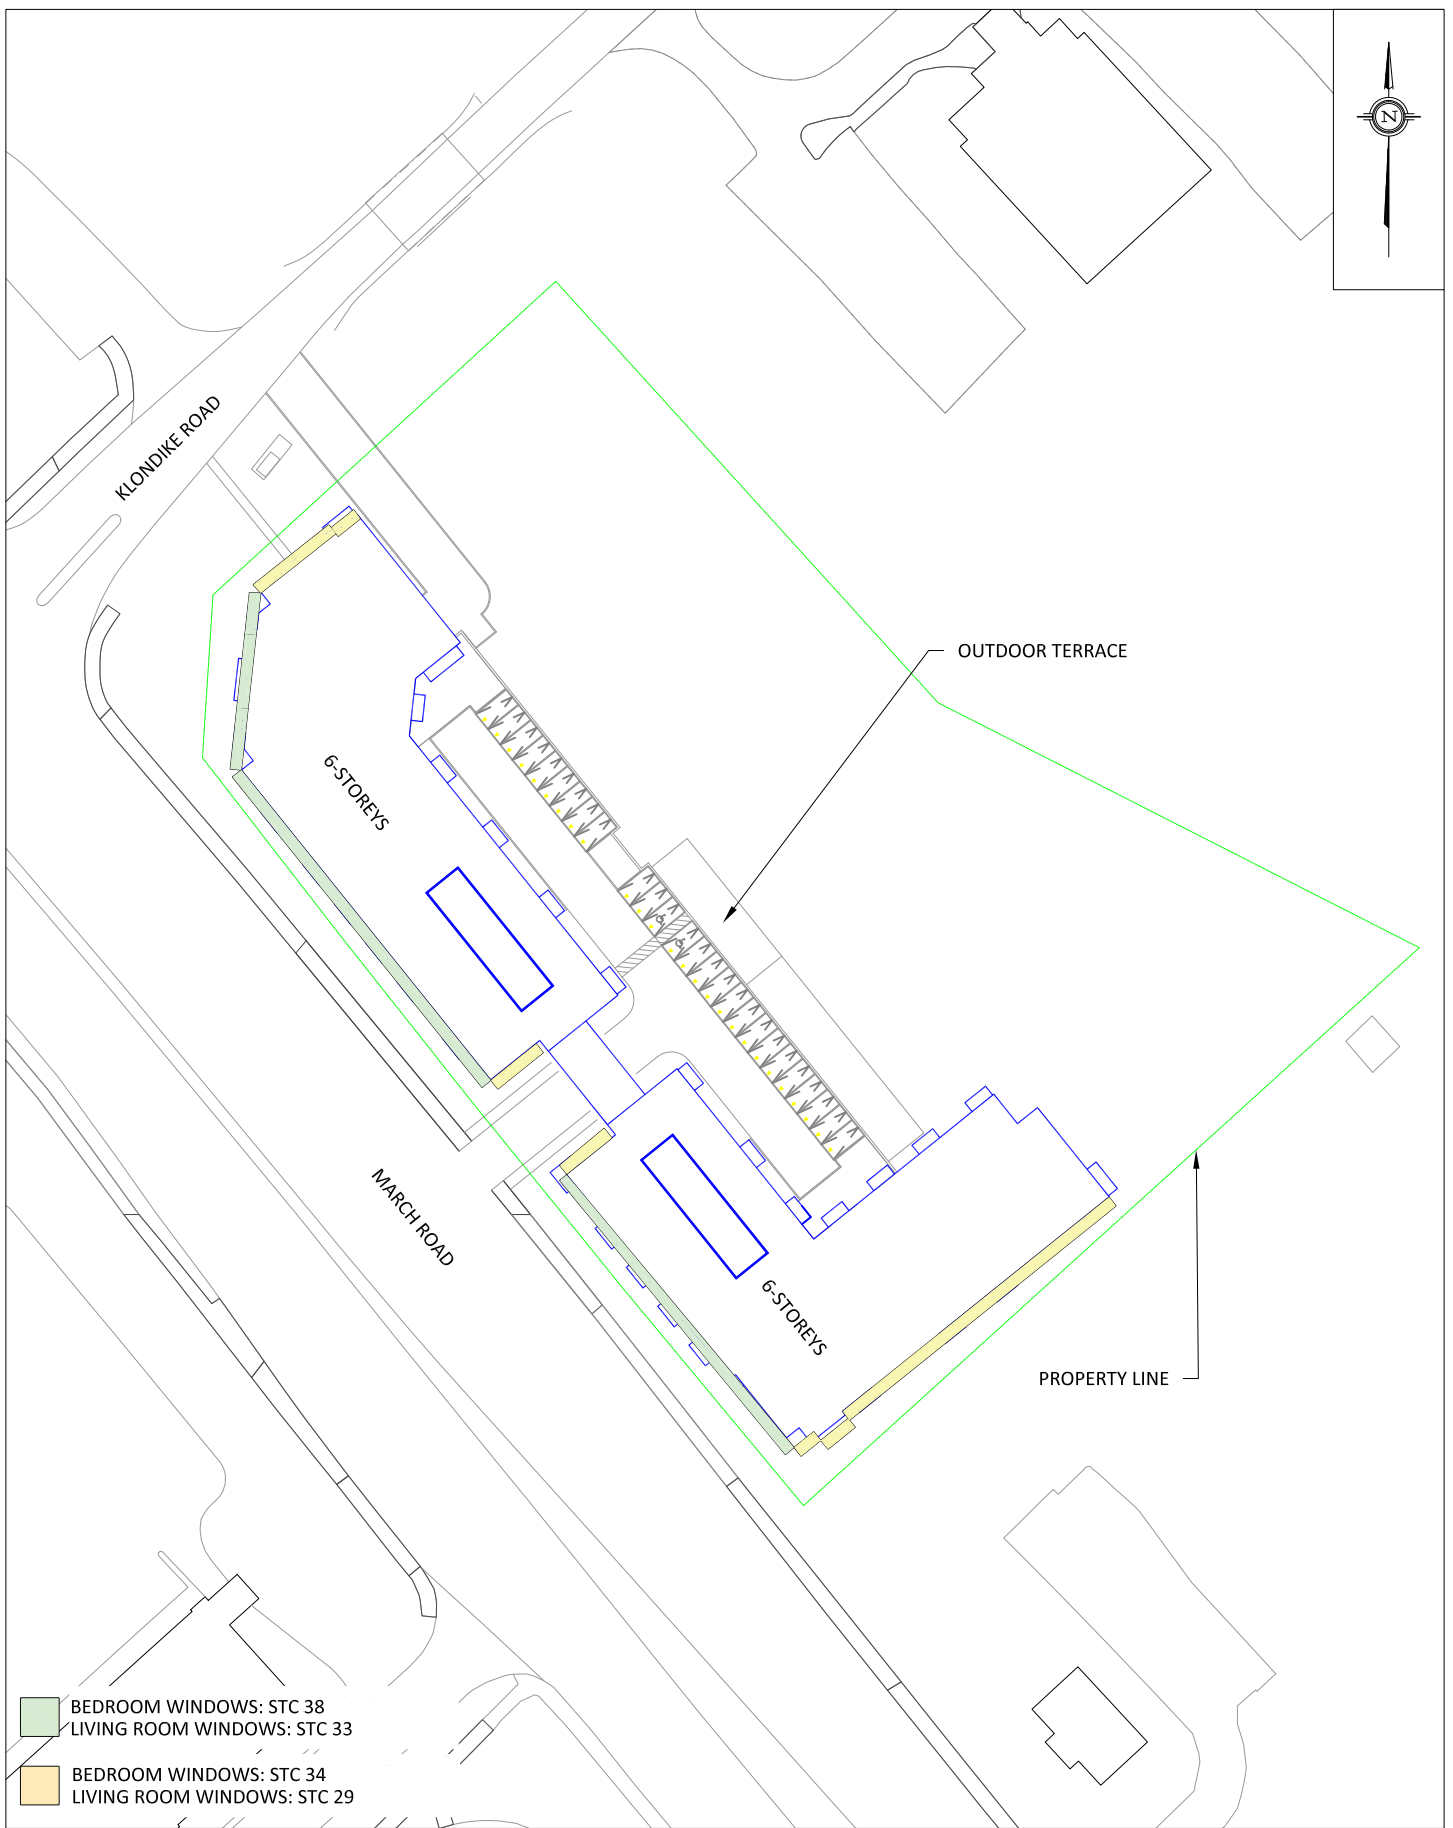 N
KLONDIKE ROAD
OUTDOOR TERRACE
6-STOREYS
MARCH ROAD
6-STOREYS
PROPERTY LINE
BEDROOM WINDOWS: STC 38
LIVING ROOM WINDOWS: STC 33
BEDROOM WINDOWS: STC 34
LIVING ROOM WINDOWS: STC 29